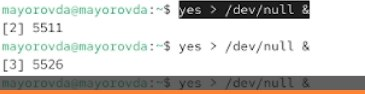 mayorovda@mayorovda:~$ yes > /dev/null &
[2] 5511
mayorovda@mayorovda:~$ yes > /dev/null &
[3] 5526
mayorovda@mayorovda:~$ yes > /dev/null &